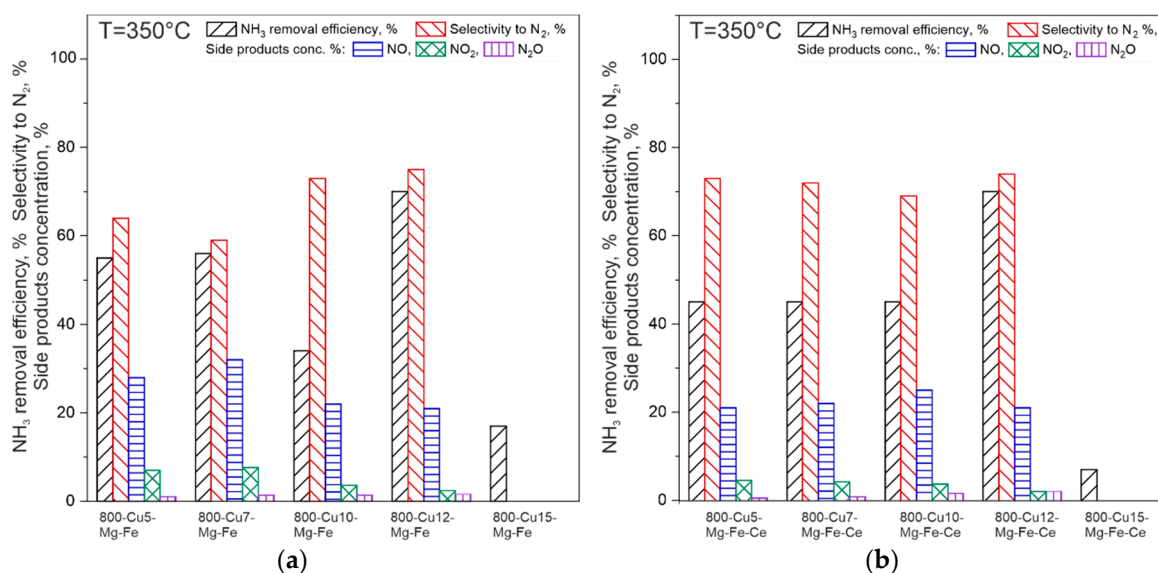 T=350°C
NH3 removal efficiency, % Selectivity to N2, %
Side products conc. %: NO, NO2, N2O
NH3 removal efficiency, % Selectivity to N2, %
Side products concentration, %
100
80
60
40
20
0
800-Cu5-
Mg-Fe
800-Cu7-
Mg-Fe
800-Cu10-
Mg-Fe
800-Cu12-
Mg-Fe
800-Cu15-
Mg-Fe
(a)
T=350°C
NH3 removal efficiency, % Selectivity to N2 %,
Side products conc., %: NO, NO2, N2O
NH3 removal efficiency, % Selectivity to N2, %
Side products concentration, %
100
80
60
40
20
0
800-Cu5-
Mg-Fe-Ce
800-Cu7-
Mg-Fe-Ce
800-Cu10-
Mg-Fe-Ce
800-Cu12-
Mg-Fe-Ce
800-Cu15-
Mg-Fe-Ce
(b)